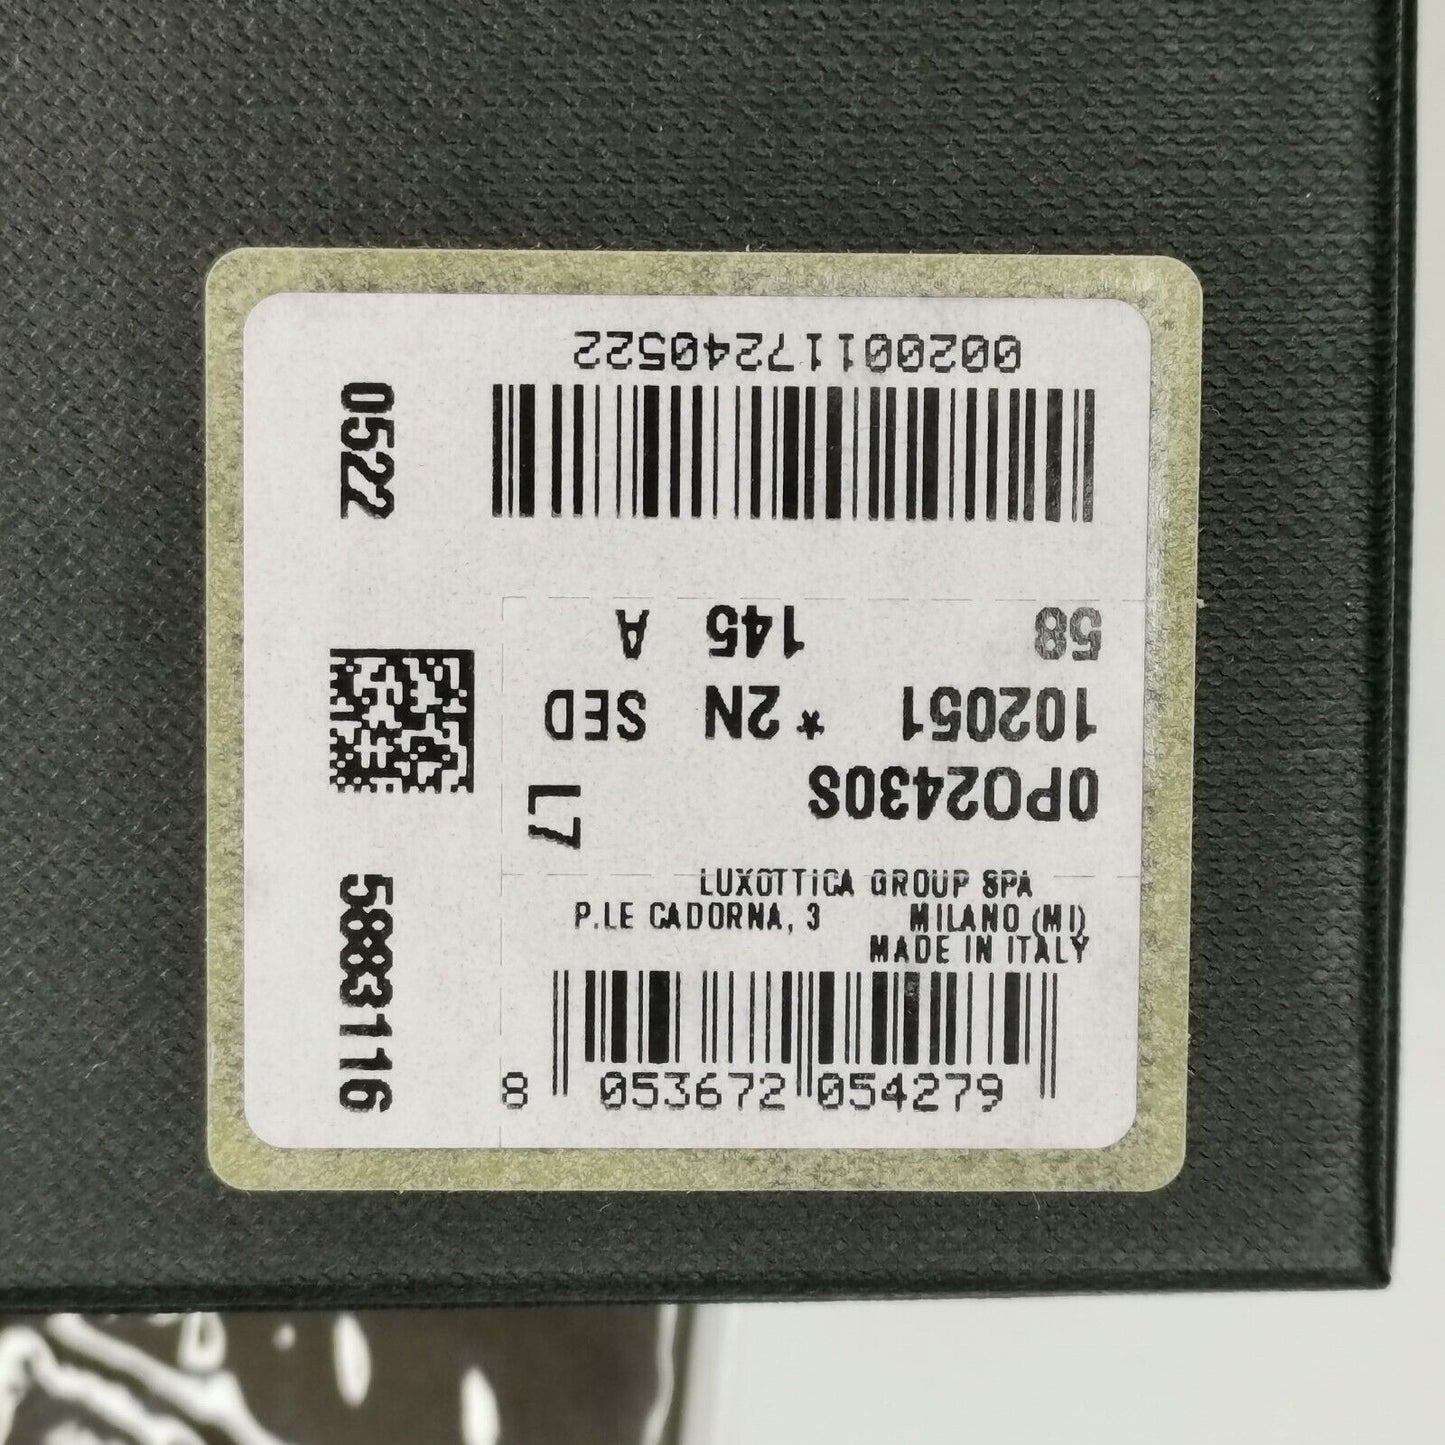 002001172240522
0522
58 145 A
102051 * 2N SED
0PO2430S
L7
LUXOTTICA GROUP SPA
P.LE CADORNA, 3 MILANO (MI)
MADE IN ITALY
5883116
8 053672 054279